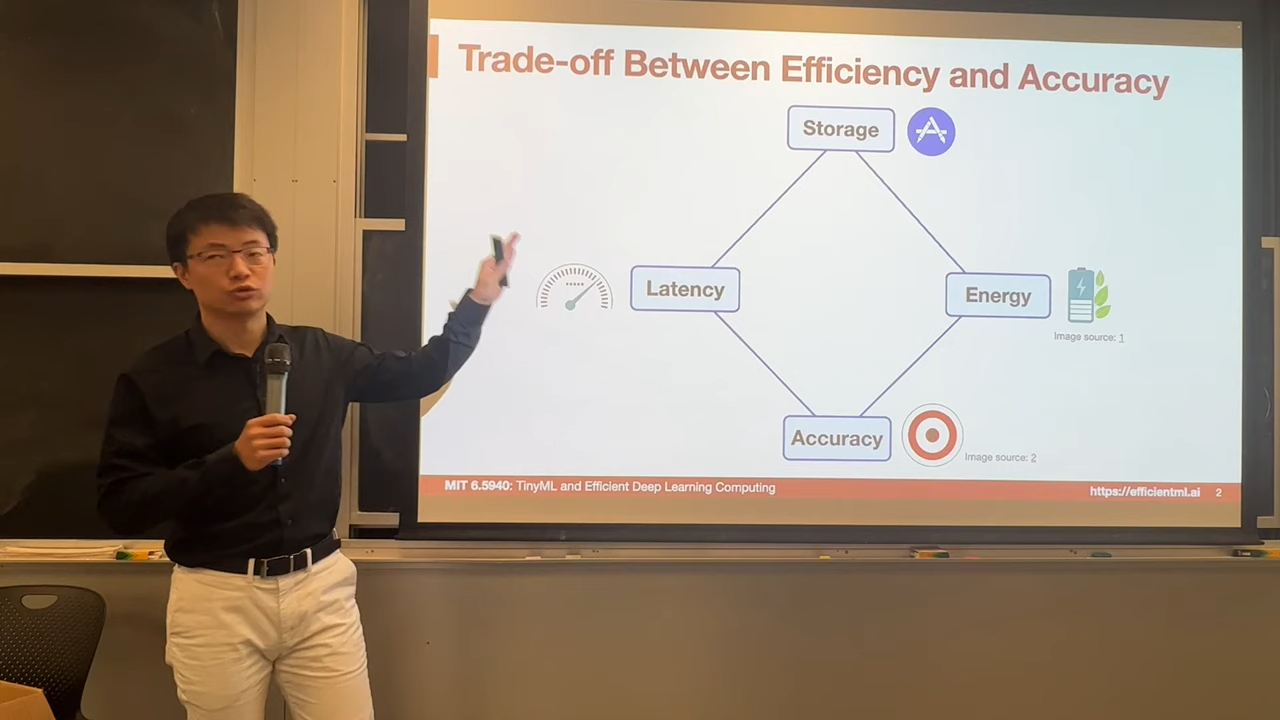 Trade-off Between Efficiency and Accuracy
Storage
Latency
Energy
Image source: 1
Accuracy
Image source: 2
MIT 6.5940: TinyML and Efficient Deep Learning Computing
https://efficientml.ai 2